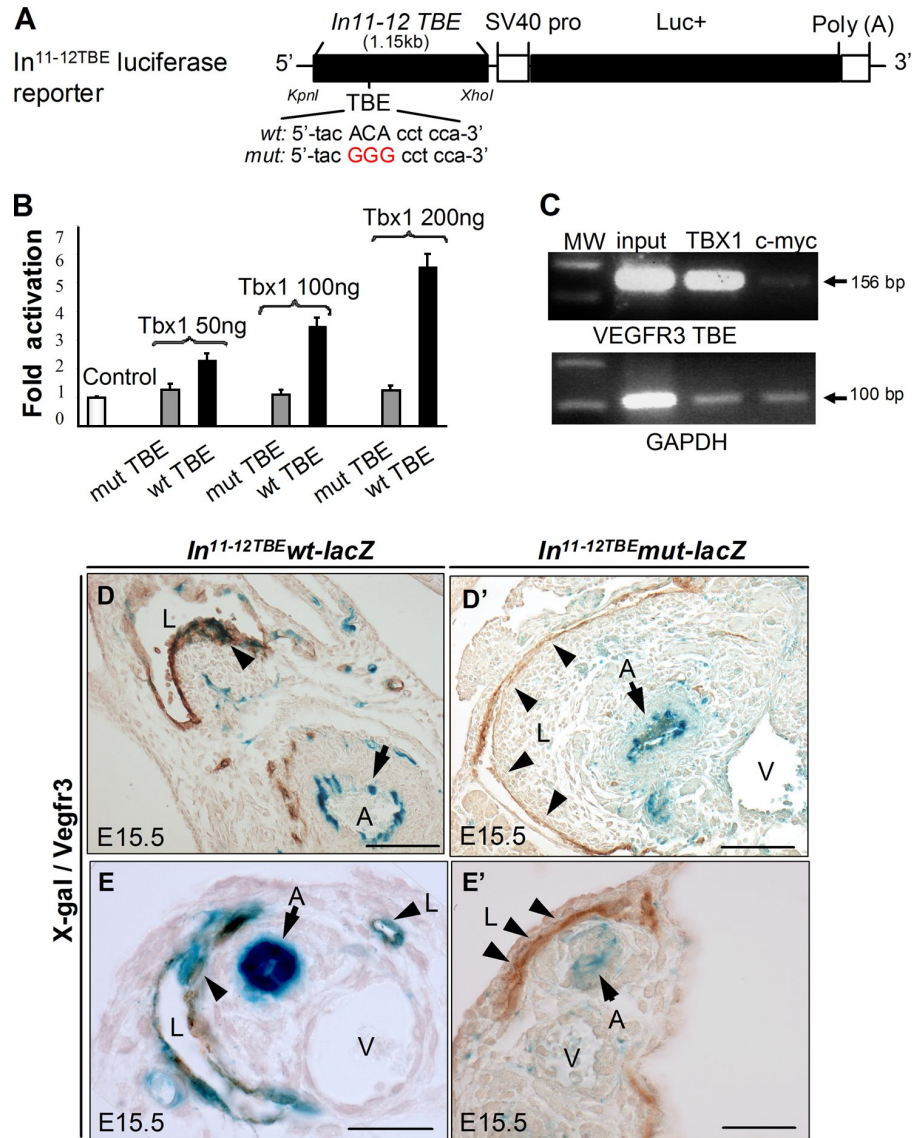 A
In11-12 TBE
(1.15kb)
SV40 pro
Luc+
Poly (A)
In11-12TBE luciferase
reporter
5’
3’
KpnI
XhoI
TBE
wt: 5’-tac ACA cct cca-3’
mut: 5’-tac GGG cct cca-3’
B
Fold activation
7
6
5
4
3
2
1
0
Control
Tbx1 50ng
Tbx1 100ng
Tbx1 200ng
mut TBE
wt TBE
mut TBE
wt TBE
mut TBE
wt TBE
C
MW input TBX1 c-myc
156 bp
VEGFR3 TBE
100 bp
GAPDH
In11-12TBEwt-lacZ
In11-12TBEmut-lacZ
X-gal / Vegfr3
D
L
A
E15.5
D’
A
L
V
E15.5
E
A
L
L
V
E15.5
E’
L
A
V
E15.5